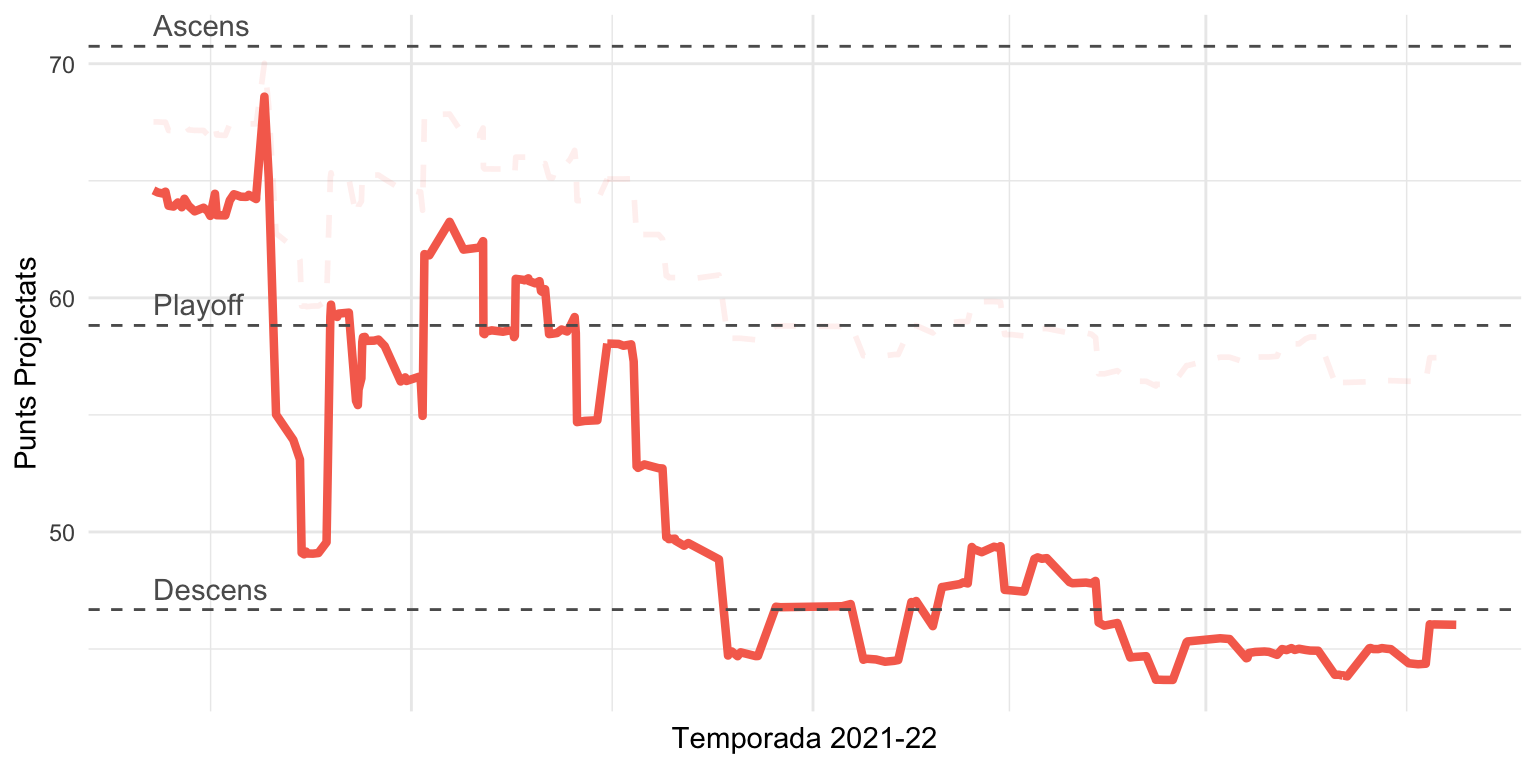 Ascens
70
60
Playoff
50
Descens
Punts Projectats
Temporada 2021-22